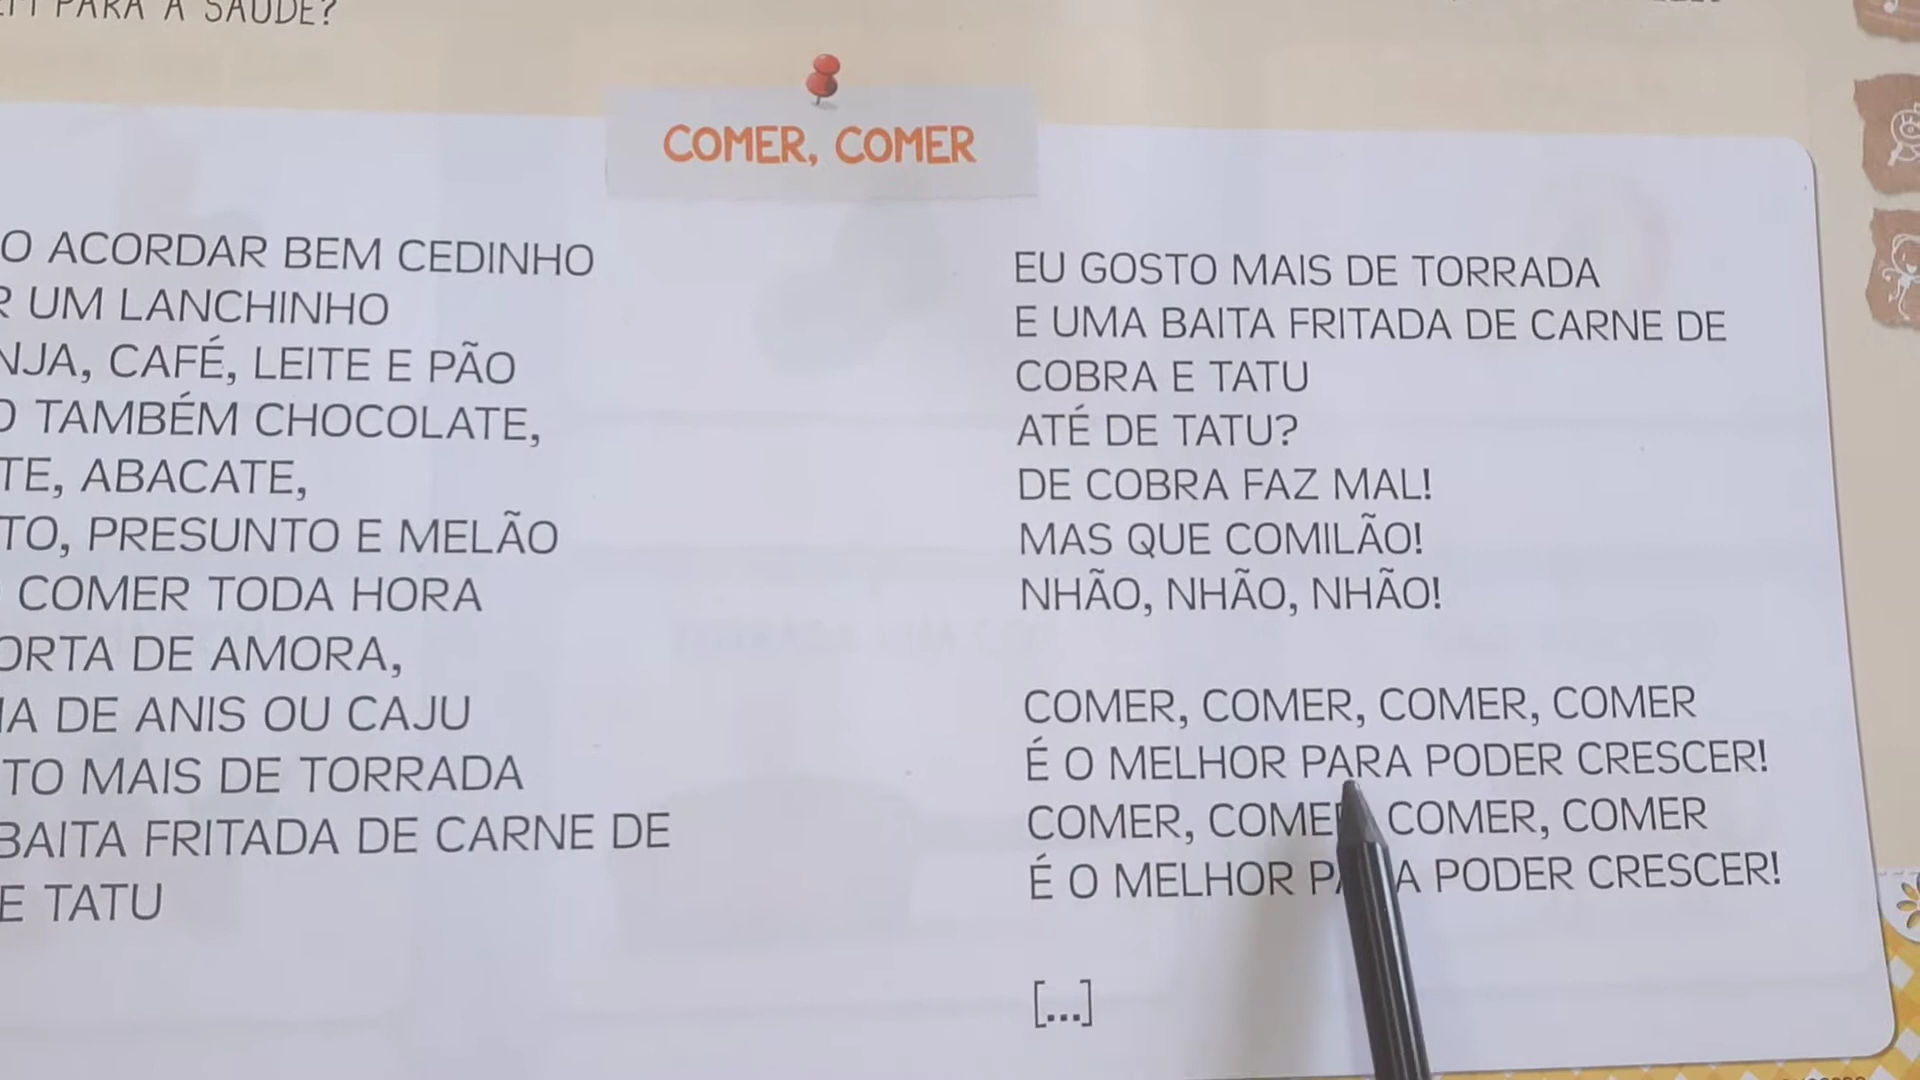 PARA A SAÚDE?
COMER, COMER
O ACORDAR BEM CEDINHO
R UM LANCHINHO
NJA, CAFÉ, LEITE E PÃO
O TAMBÉM CHOCOLATE,
TE, ABACATE,
TO, PRESUNTO E MELÃO
COMER TODA HORA
ORTA DE AMORA,
IA DE ANIS OU CAJU
TO MAIS DE TORRADA
BAITA FRITADA DE CARNE DE
E TATU
EU GOSTO MAIS DE TORRADA
E UMA BAITA FRITADA DE CARNE DE
COBRA E TATU
ATÉ DE TATU?
DE COBRA FAZ MAL!
MAS QUE COMILÃO!
NHÃO, NHÃO, NHÃO!
COMER, COMER, COMER, COMER
É O MELHOR PARA PODER CRESCER!
COMER, COMER, COMER, COMER
É O MELHOR PARA PODER CRESCER!
[...]